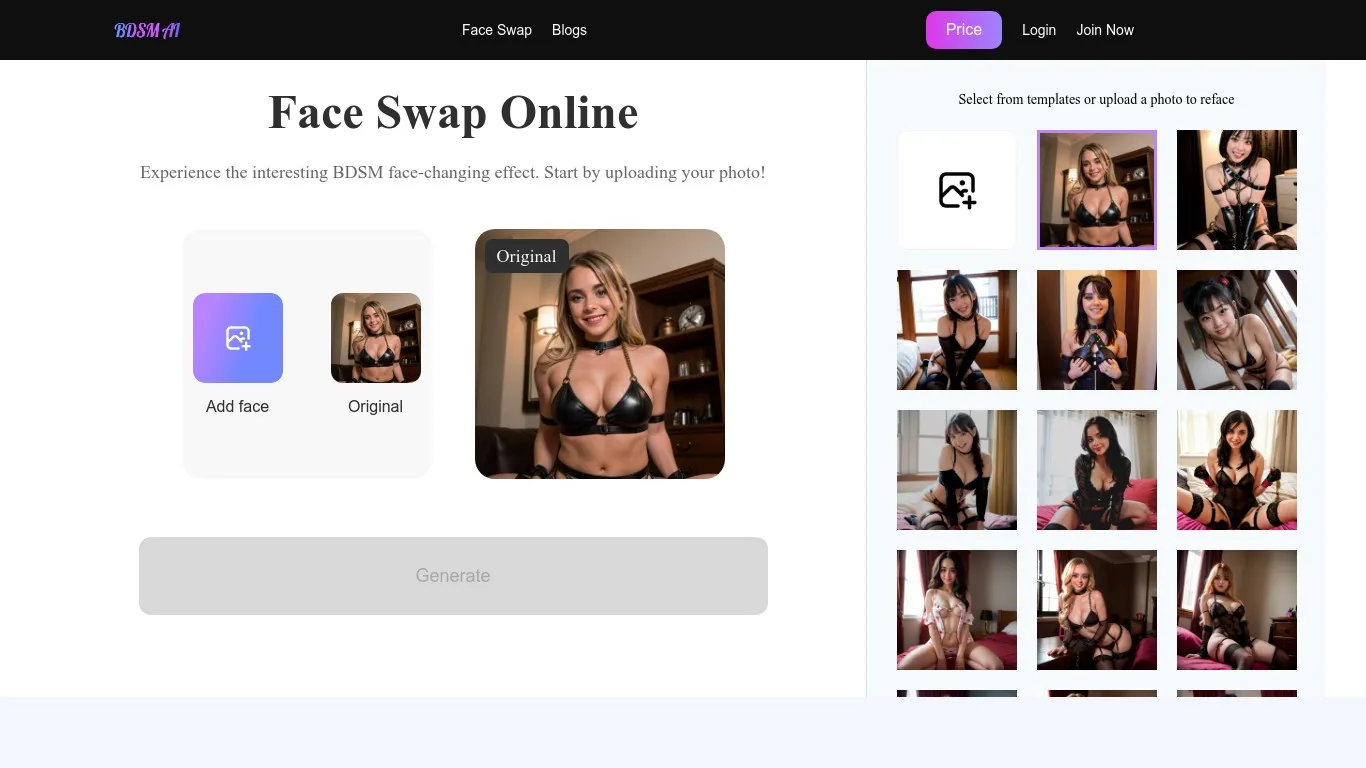 BDSM AI
Face Swap
Blogs
Price
Login
Join Now
Face Swap Online
Experience the interesting BDSM face-changing effect. Start by uploading your photo!
Add face
Original
Original
Generate
Select from templates or upload a photo to reface